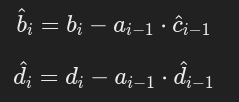 b̂ᵢ = bᵢ − aᵢ₋₁ · ĉᵢ₋₁
d̂ᵢ = dᵢ − aᵢ₋₁ · d̂ᵢ₋₁